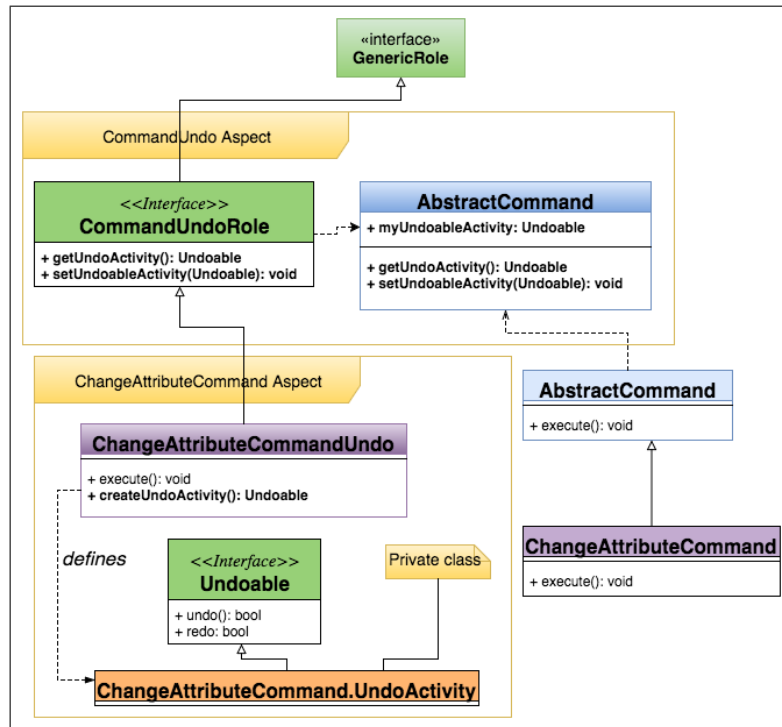 «interface»
GenericRole
CommandUndo Aspect
<<Interface>>
CommandUndoRole
+ getUndoActivity(): Undoable
+ setUndoableActivity(Undoable): void
AbstractCommand
+ myUndoableActivity: Undoable
+ getUndoActivity(): Undoable
+ setUndoableActivity(Undoable): void
ChangeAttributeCommand Aspect
AbstractCommand
+ execute(): void
ChangeAttributeCommandUndo
+ execute(): void
+ createUndoActivity(): Undoable
ChangeAttributeCommand
+ execute(): void
defines
<<Interface>>
Undoable
+ undo(): bool
+ redo: bool
Private class
ChangeAttributeCommand.UndoActivity